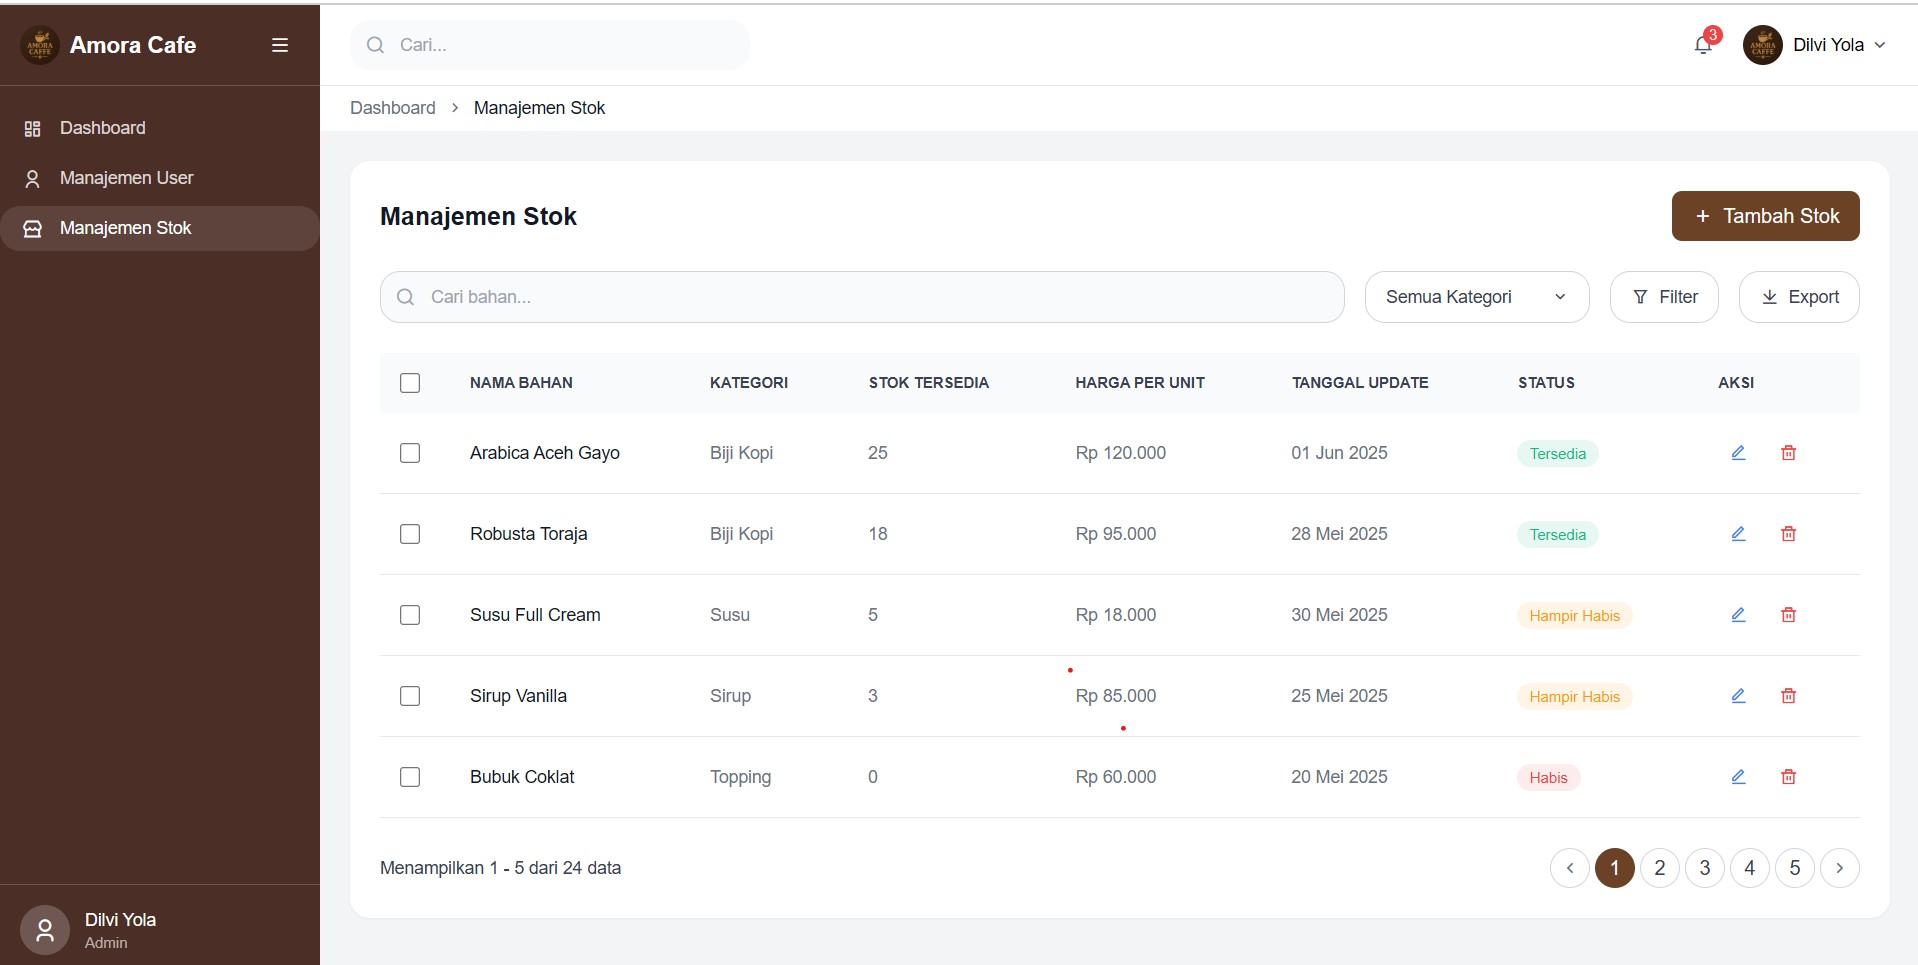 AMORA CAFFE
Amora Cafe
Cari...
3
AMORA CAFFE
Dilvi Yola
Dashboard
Manajemen User
Manajemen Stok
Dashboard > Manajemen Stok
Manajemen Stok
+ Tambah Stok
Cari bahan...
Semua Kategori
Filter
Export
NAMA BAHAN KATEGORI STOK TERSEDIA HARGA PER UNIT TANGGAL UPDATE STATUS AKSI
Arabica Aceh Gayo Biji Kopi 25 Rp 120.000 01 Jun 2025 Tersedia
Robusta Toraja Biji Kopi 18 Rp 95.000 28 Mei 2025 Tersedia
Susu Full Cream Susu 5 Rp 18.000 30 Mei 2025 Hampir Habis
Sirup Vanilla Sirup 3 Rp 85.000 25 Mei 2025 Hampir Habis
Bubuk Coklat Topping 0 Rp 60.000 20 Mei 2025 Habis
Menampilkan 1 - 5 dari 24 data
< 1 2 3 4 5 >
Dilvi Yola
Admin